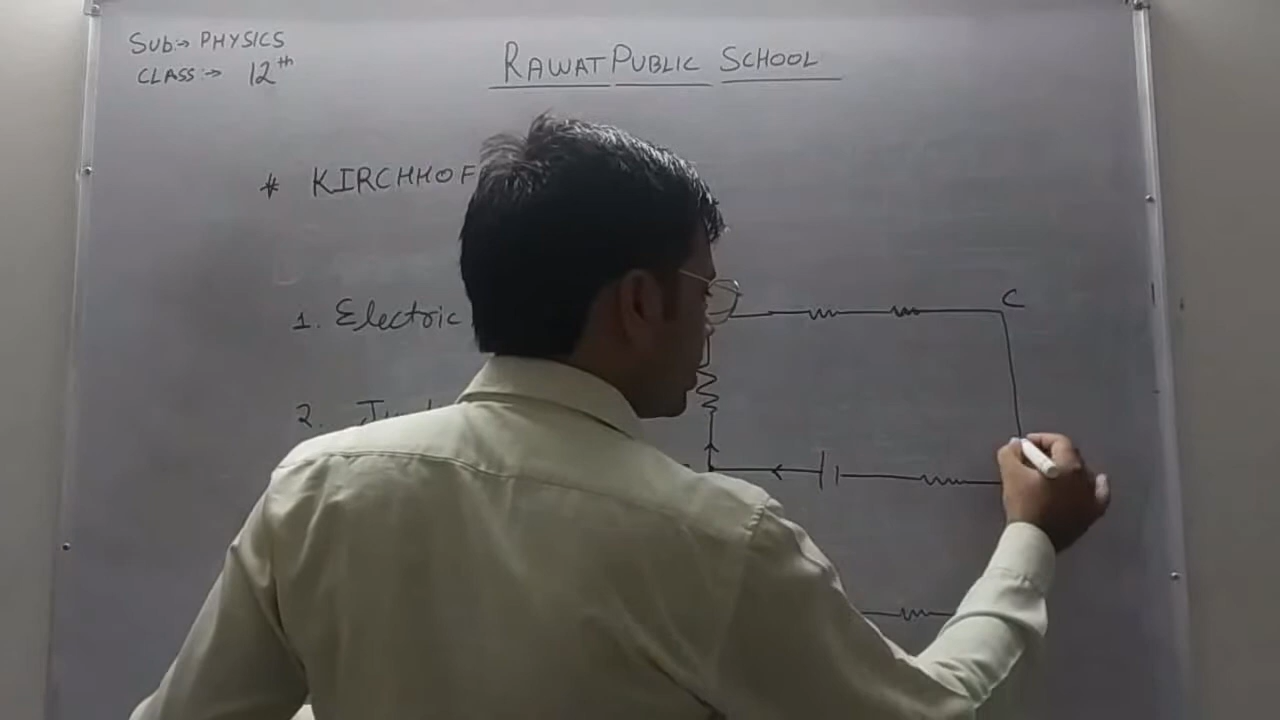 Sub:→ PHYSICS
CLASS:→ 12th
RAWAT PUBLIC SCHOOL
* KIRCHHOF
1. Electric
C
2.